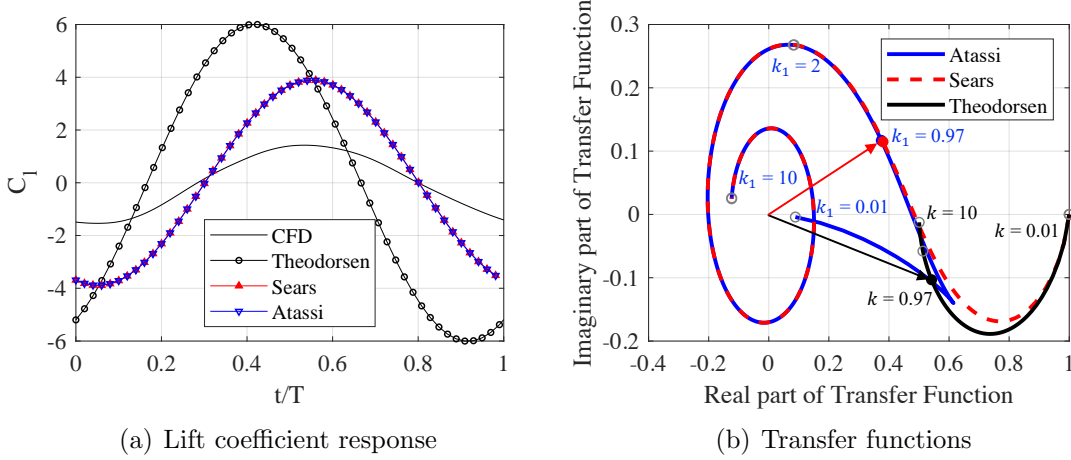 6
4
2
0
-2
-4
-6
C_l
0 0.2 0.4 0.6 0.8 1
t/T
CFD
Theodorsen
Sears
Atassi
(a) Lift coefficient response
0.3
0.2
0.1
0
-0.1
-0.2
Imaginary part of Transfer Function
-0.4 -0.2 0 0.2 0.4 0.6 0.8 1
Real part of Transfer Function
Atassi
Sears
Theodorsen
k₁ = 2
k₁ = 0.97
k₁ = 10
k₁ = 0.01
k = 10
k = 0.01
k = 0.97
(b) Transfer functions